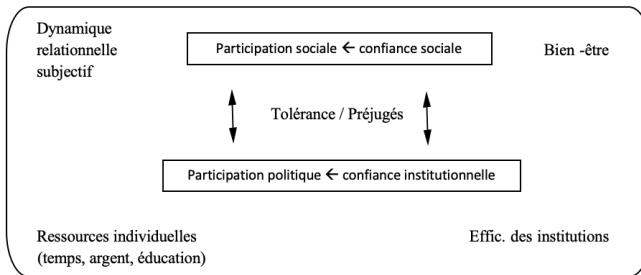 Dynamique
relationnelle
subjectif
Participation sociale ← confiance sociale
Bien -être
Tolérance / Préjugés
Participation politique ← confiance institutionnelle
Ressources individuelles
(temps, argent, éducation)
Effic. des institutions